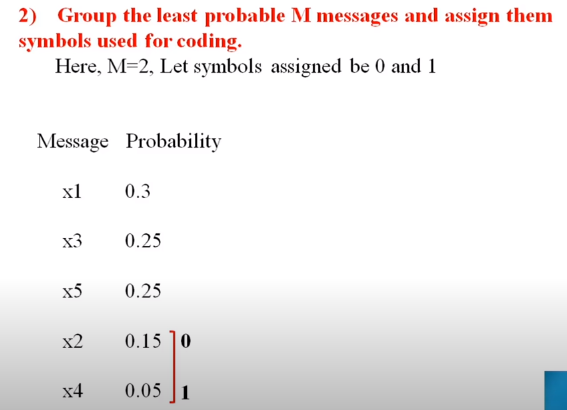 2) Group the least probable M messages and assign them
symbols used for coding.
Here, M=2, Let symbols assigned be 0 and 1
Message Probability
x1 0.3
x3 0.25
x5 0.25
x2 0.15 0
x4 0.05 1